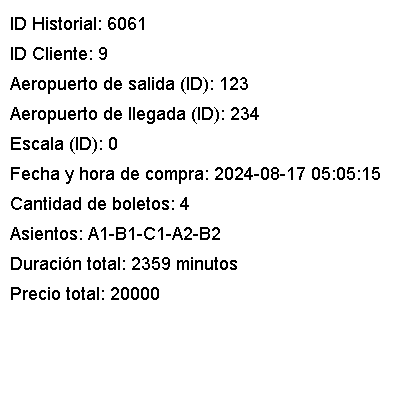 ID Historial: 6061
ID Cliente: 9
Aeropuerto de salida (ID): 123
Aeropuerto de llegada (ID): 234
Escala (ID): 0
Fecha y hora de compra: 2024-08-17 05:05:15
Cantidad de boletos: 4
Asientos: A1-B1-C1-A2-B2
Duración total: 2359 minutos
Precio total: 20000